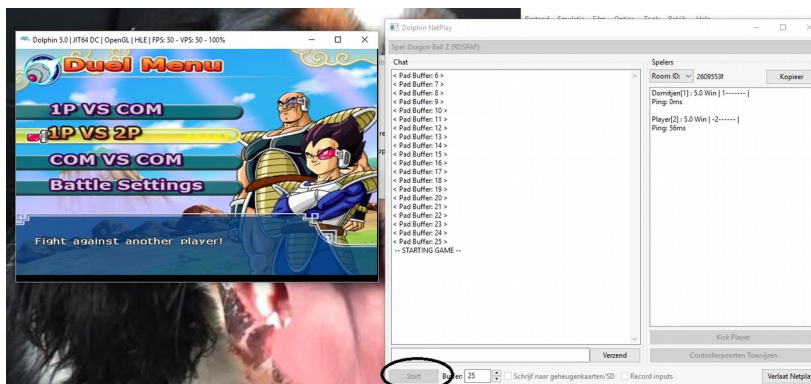 Dolphin 5.0 | JIT64 DC | OpenGL | HLE | FPS: 50 - VPS: 50 - 100%
Duel Menu
1P VS COM
1P VS 2P
COM VS COM
Battle Settings
Fight against another player!
Dolphin NetPlay
Spel :Dragon Ball Z (RDSPAF)
Chat
< Pad Buffer: 6 >
< Pad Buffer: 7 >
< Pad Buffer: 8 >
< Pad Buffer: 9 >
< Pad Buffer: 10 >
< Pad Buffer: 11 >
< Pad Buffer: 12 >
< Pad Buffer: 13 >
< Pad Buffer: 14 >
< Pad Buffer: 15 >
< Pad Buffer: 16 >
< Pad Buffer: 17 >
< Pad Buffer: 18 >
< Pad Buffer: 19 >
< Pad Buffer: 20 >
< Pad Buffer: 21 >
< Pad Buffer: 22 >
< Pad Buffer: 23 >
< Pad Buffer: 24 >
< Pad Buffer: 25 >
-- STARTING GAME --
Verzend
Spelers
Room ID: 2609553f Kopieer
Domitjen[1] : 5.0 Win | 1------- |
Ping: 0ms
Player[2] : 5.0 Win | -2------ |
Ping: 56ms
Kick Player
Controllerpoorten Toewijzen
Start Buffer: 25 Schrijf naar geheugenkaarten/SD Record inputs Verlaat Netplay